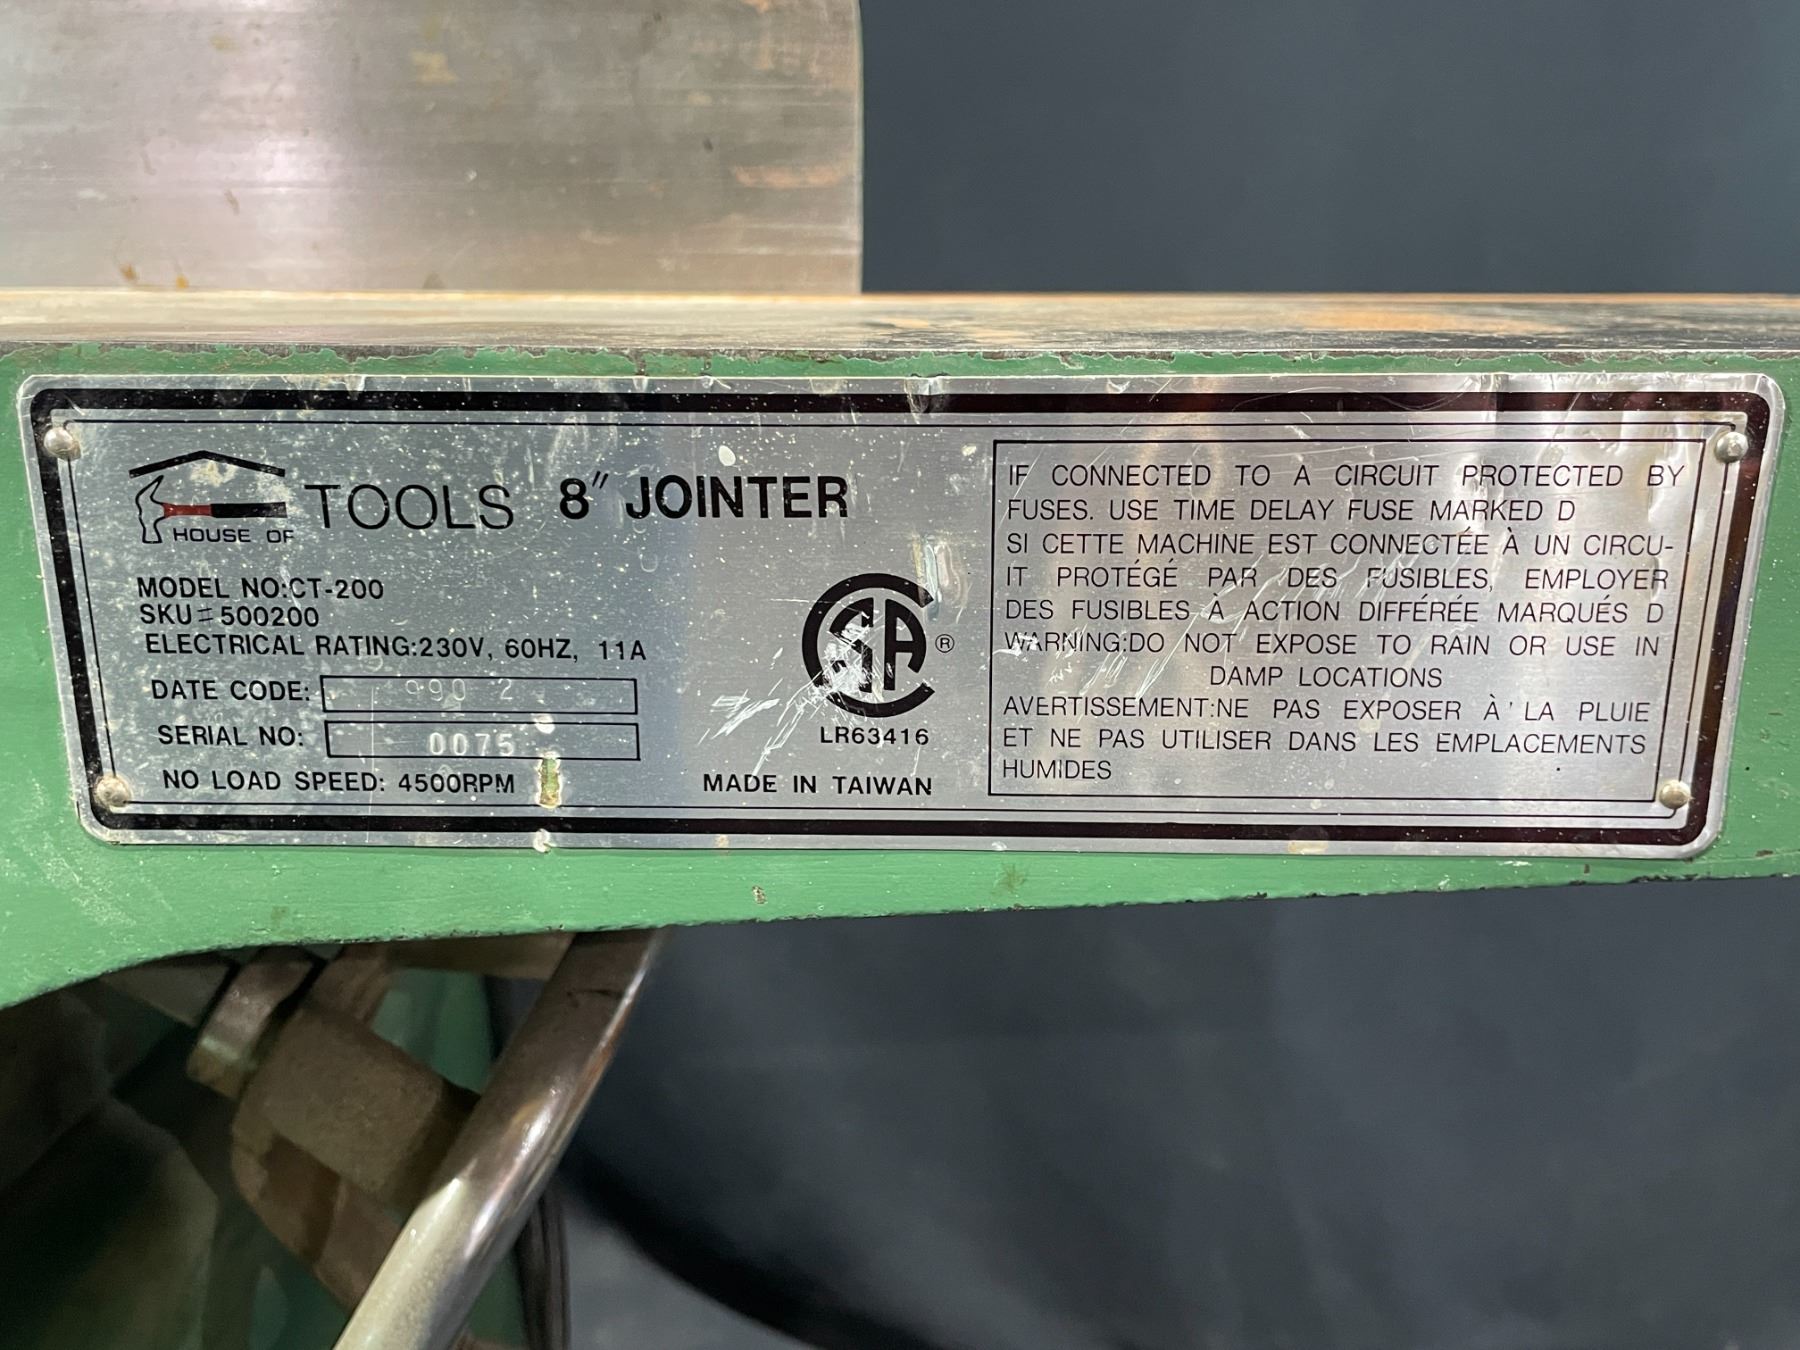 HOUSE OF TOOLS 8" JOINTER
MODEL NO:CT-200
SKU#500200
ELECTRICAL RATING:230V, 60HZ, 11A
DATE CODE: 990 2
SERIAL NO: 0075
NO LOAD SPEED: 4500RPM
CSA ®
LR63416
MADE IN TAIWAN
IF CONNECTED TO A CIRCUIT PROTECTED BY
FUSES. USE TIME DELAY FUSE MARKED D
SI CETTE MACHINE EST CONNECTÉE À UN CIRCU-
IT PROTÉGÉ PAR DES FUSIBLES, EMPLOYER
DES FUSIBLES À ACTION DIFFÉRÉE MARQUÉS D
WARNING:DO NOT EXPOSE TO RAIN OR USE IN
DAMP LOCATIONS
AVERTISSEMENT:NE PAS EXPOSER À LA PLUIE
ET NE PAS UTILISER DANS LES EMPLACEMENTS
HUMIDES